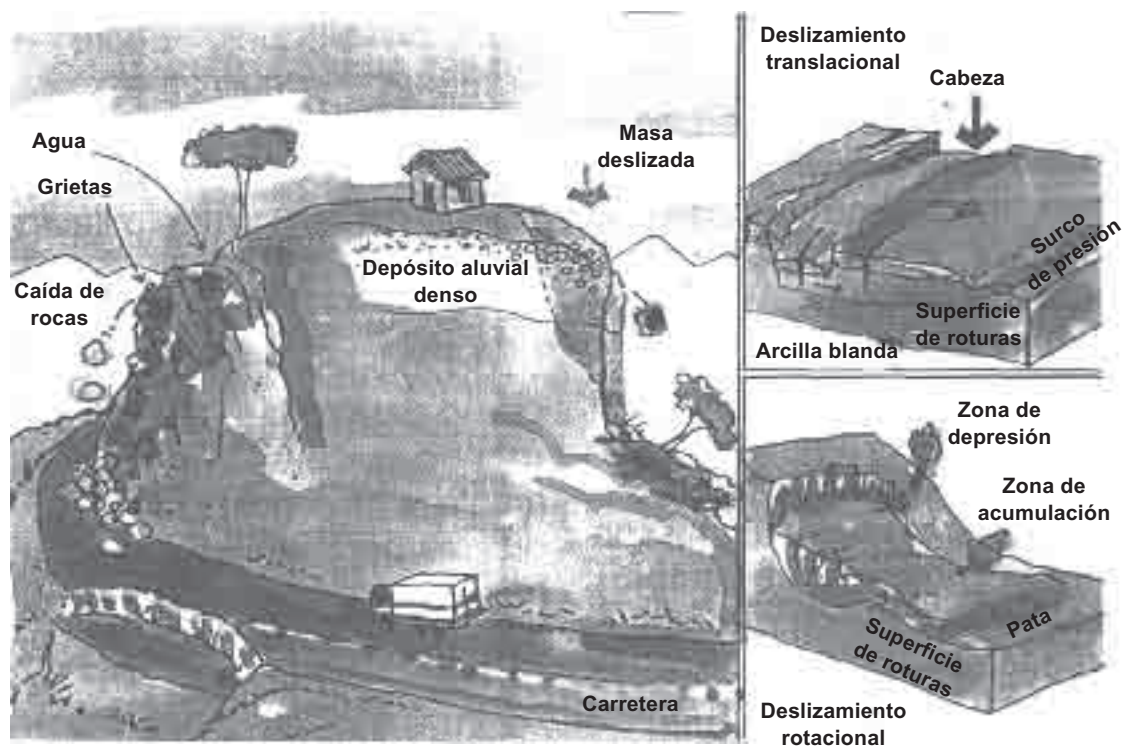 Agua
Grietas
Caída de
rocas
Masa
deslizada
Depósito aluvial
denso
Carretera
Deslizamiento
translacional
Cabeza
Surco
de presión
Superficie
de roturas
Arcilla blanda
Zona de
depresión
Zona de
acumulación
Pata
Superficie
de roturas
Deslizamiento
rotacional